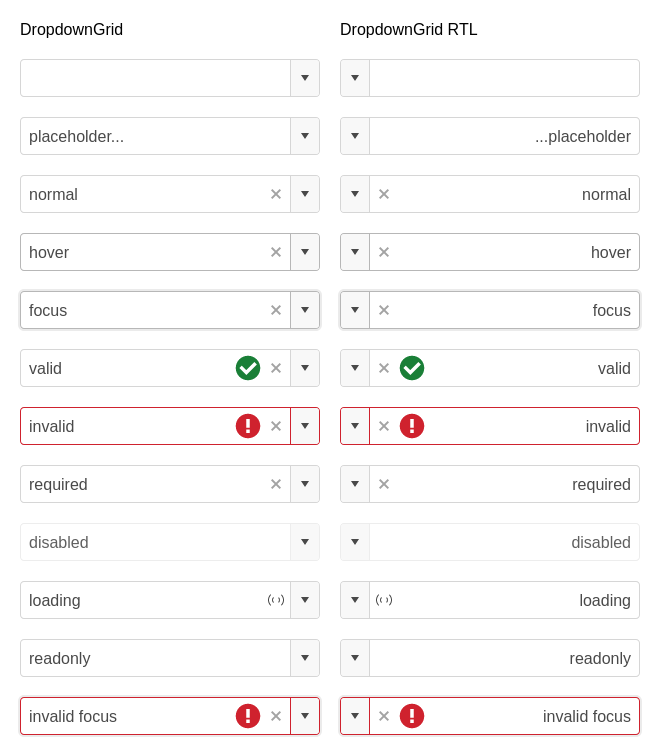 DropdownGrid
DropdownGrid RTL
placeholder...
...placeholder
normal
normal
hover
hover
focus
focus
valid
valid
invalid
invalid
required
required
disabled
disabled
loading
loading
readonly
readonly
invalid focus
invalid focus